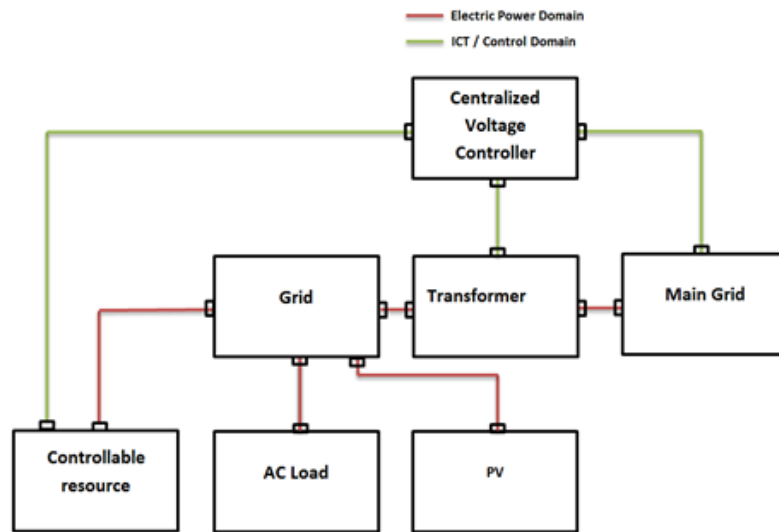 Electric Power Domain
ICT / Control Domain
Centralized
Voltage
Controller
Grid
Transformer
Main Grid
Controllable
resource
AC Load
PV